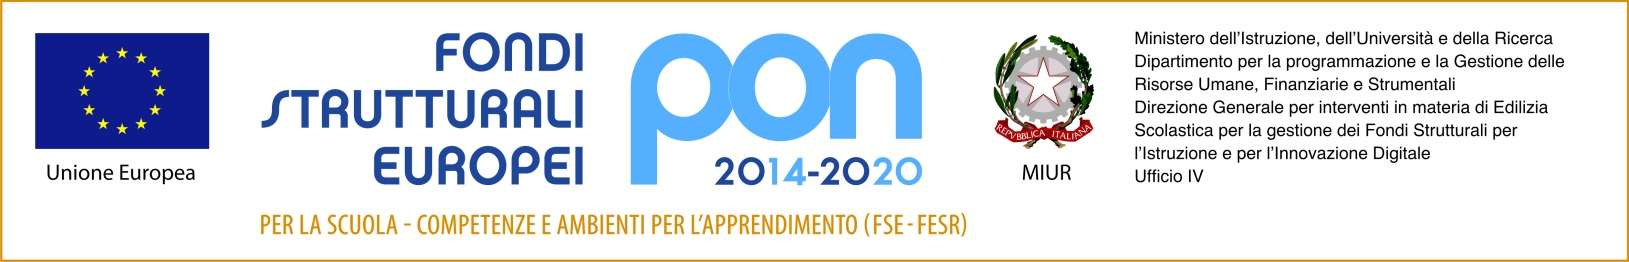 Unione Europea
FONDI
STRUTTURALI
EUROPEI
pon
2014-2020
PER LA SCUOLA - COMPETENZE E AMBIENTI PER L'APPRENDIMENTO (FSE-FESR)
REPVBBLICA ITALIANA
MIUR
Ministero dell'Istruzione, dell'Università e della Ricerca
Dipartimento per la programmazione e la Gestione delle
Risorse Umane, Finanziarie e Strumentali
Direzione Generale per interventi in materia di Edilizia
Scolastica per la gestione dei Fondi Strutturali per
l'Istruzione e per l'Innovazione Digitale
Ufficio IV